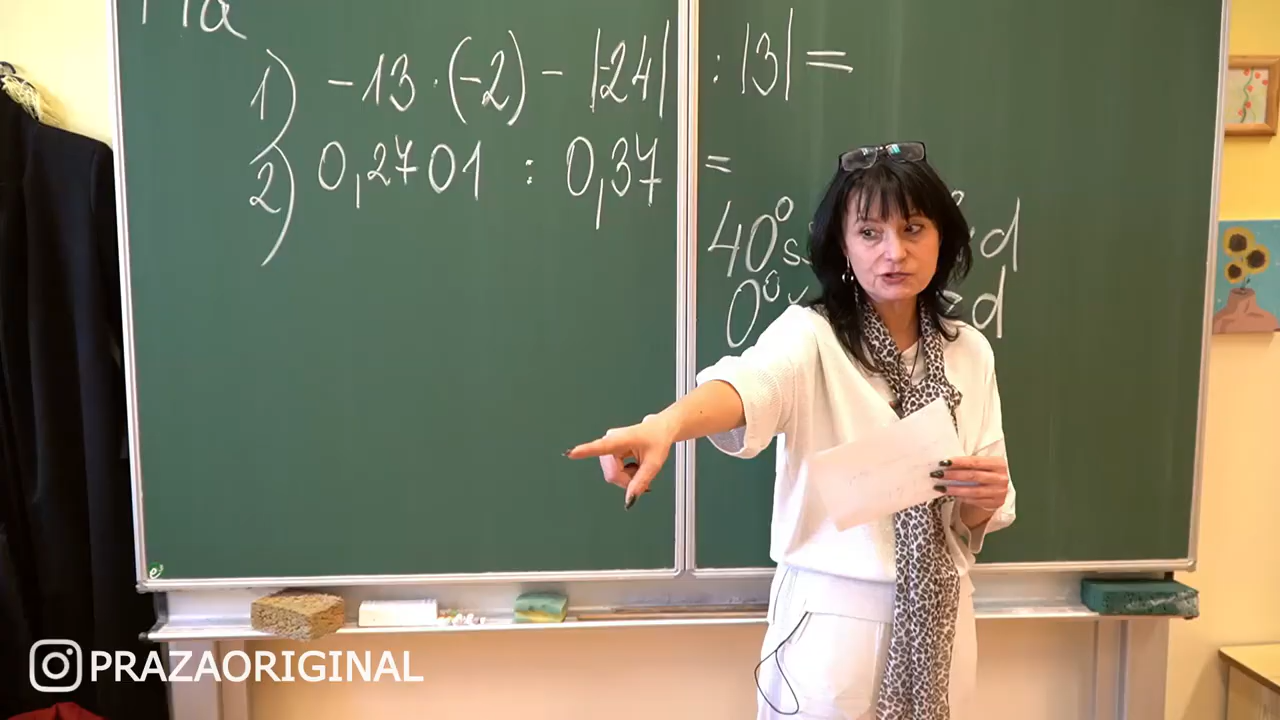 Ma
1) -13 · (-2) - |-24| : |3| =
2) 0,2701 : 0,37 =
40°
0°
PRAZAORIGINAL